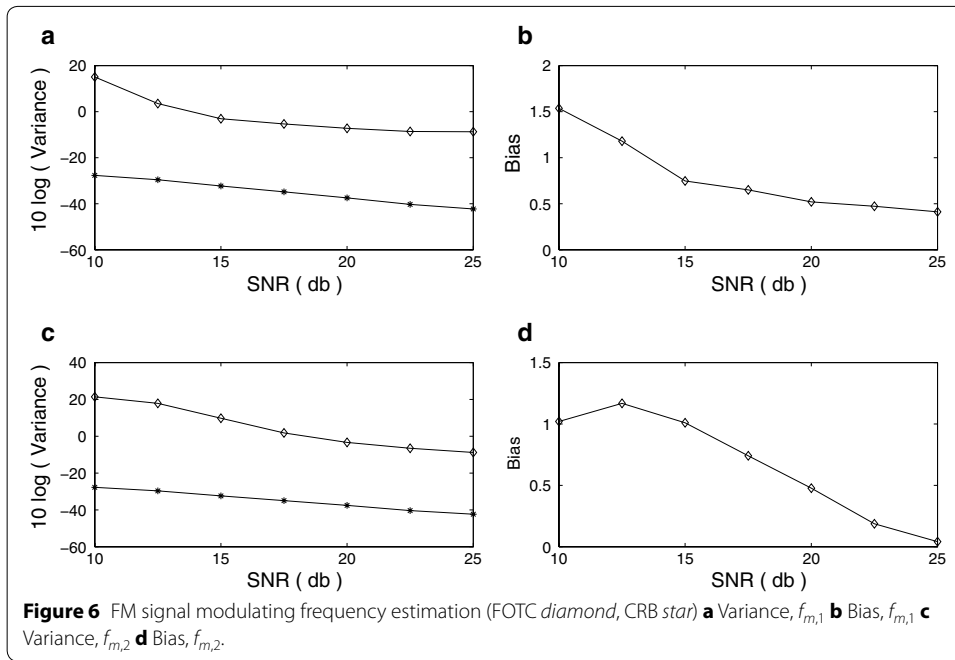 a
20
0
−20
−40
−60
10 log ( Variance )
10 15 20 25
SNR ( db )
b
2
1.5
1
0.5
0
Bias
10 15 20 25
SNR ( db )
c
40
20
0
−20
−40
−60
10 log ( Variance )
10 15 20 25
SNR ( db )
d
1.5
1
0.5
0
Bias
10 15 20 25
SNR ( db )
Figure 6 FM signal modulating frequency estimation (FOTC diamond, CRB star) a Variance, fm,1 b Bias, fm,1 c
Variance, fm,2 d Bias, fm,2.